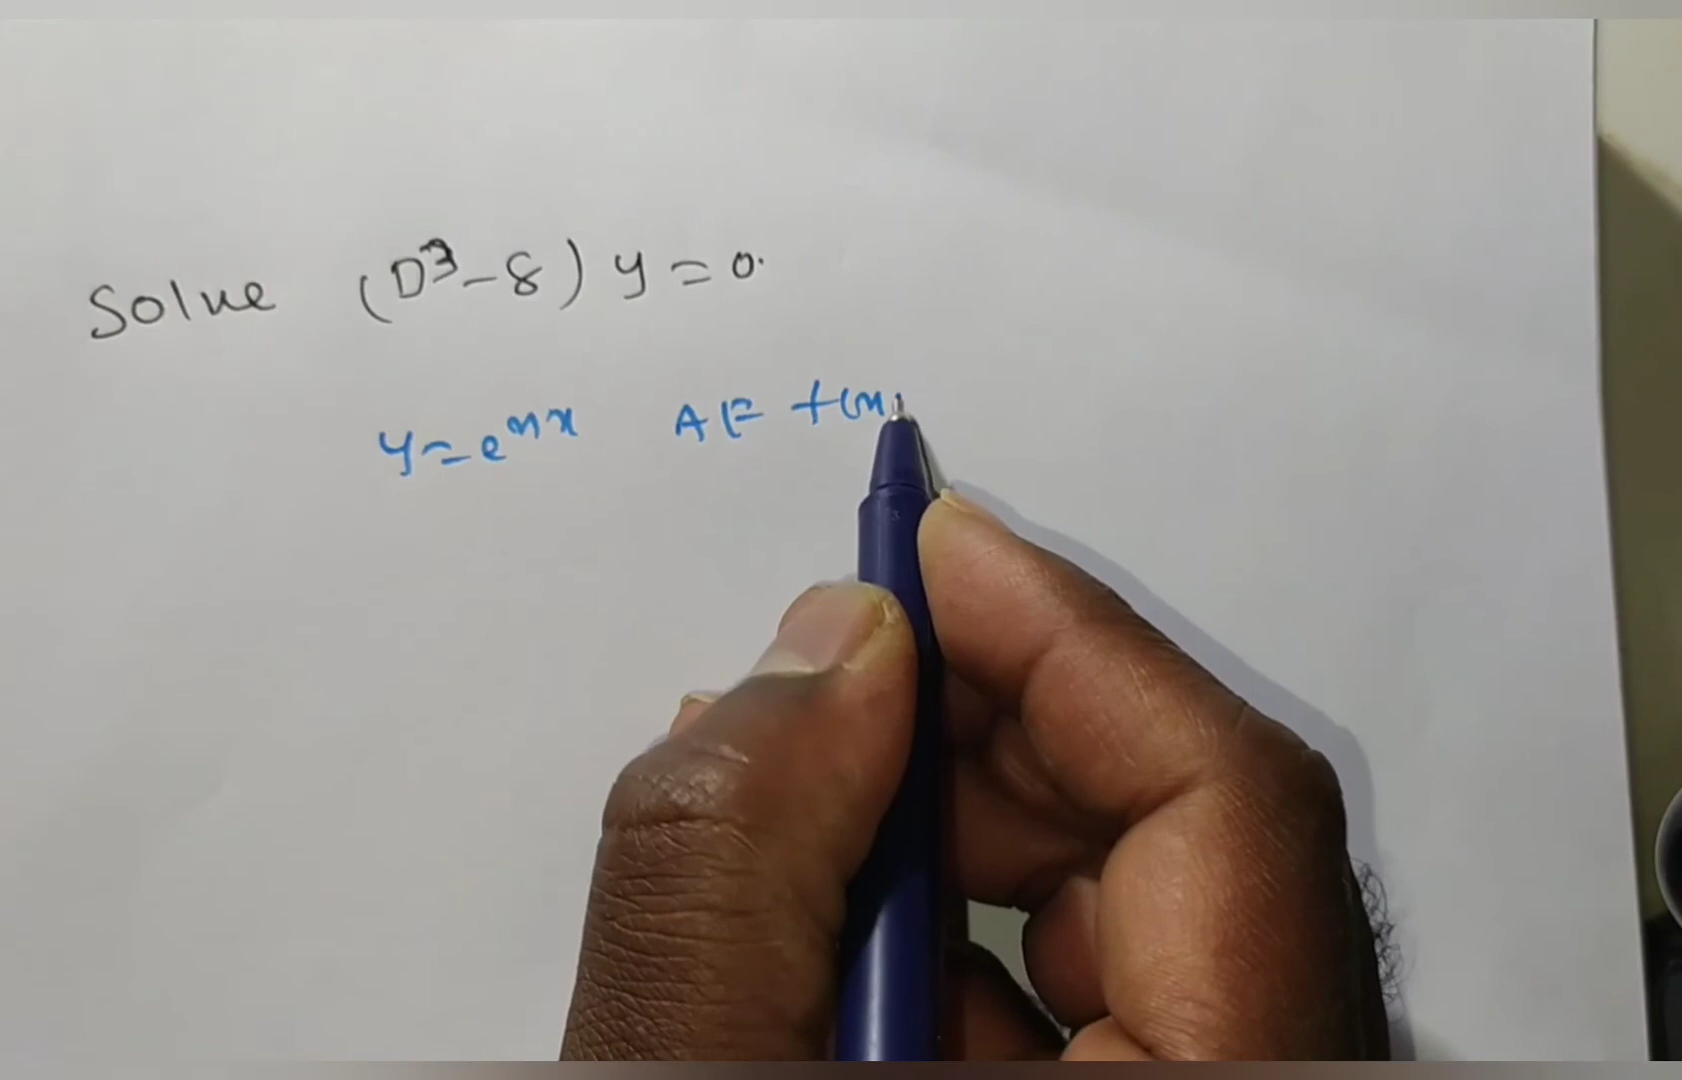 Solve (D³-8) y = 0.
y = e^mx AE f(m)